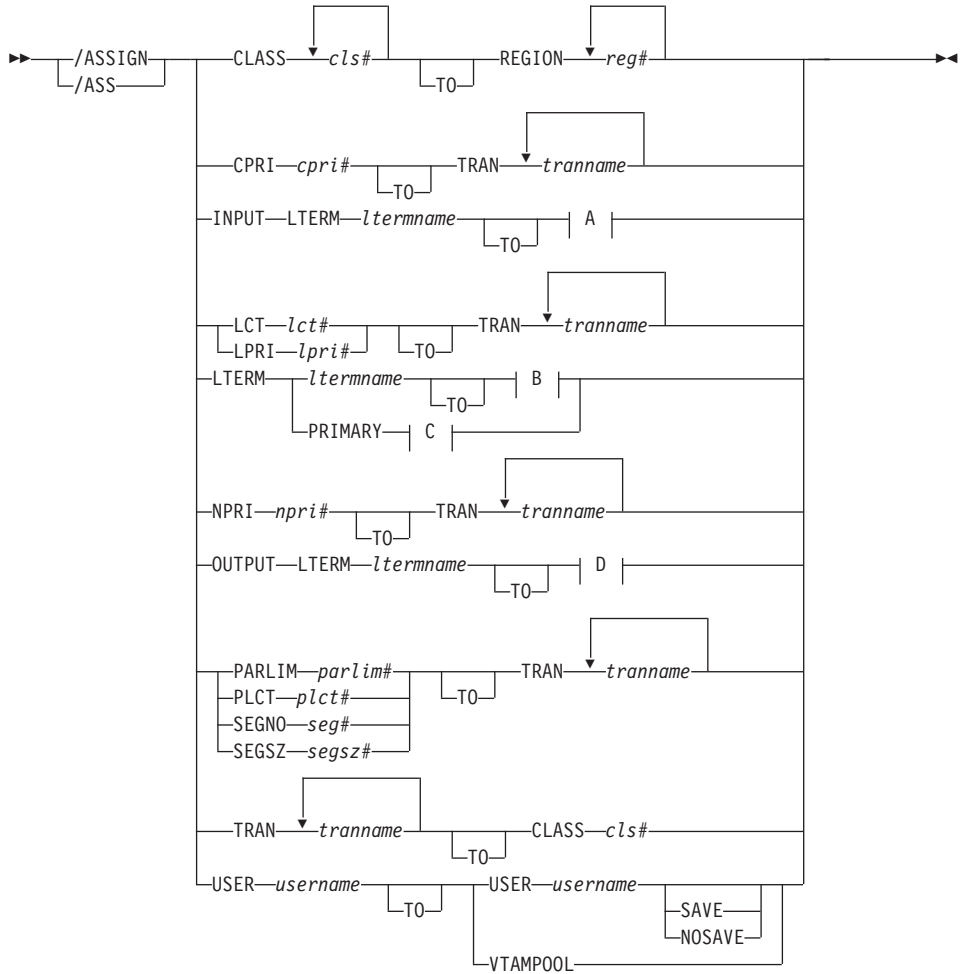 /ASSIGN CLASS cls# REGION reg#
/ASS TO
CPRI cpri# TRAN tranname
TO
INPUT LTERM ltermname A
TO
LCT lct# TRAN tranname
LPRI lpri# TO
LTERM ltermname B
TO
PRIMARY C
NPRI npri# TRAN tranname
TO
OUTPUT LTERM ltermname D
TO
PARLIM parlim# TRAN tranname
PLCT plct# TO
SEGNO seg#
SEGSZ segsz#
TRAN tranname CLASS cls#
TO
USER username USER username
TO SAVE
NOSAVE
VTAMPOOL